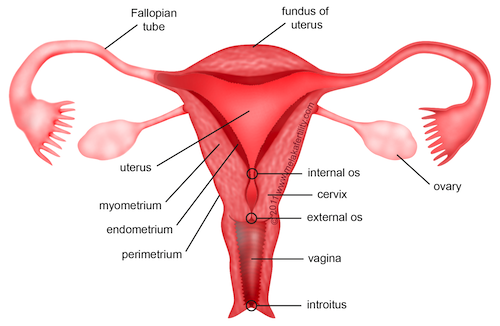 Fallopian
tube
fundus of
uterus
uterus
myometrium
endometrium
perimetrium
internal os
cervix
external os
ovary
vagina
introitus